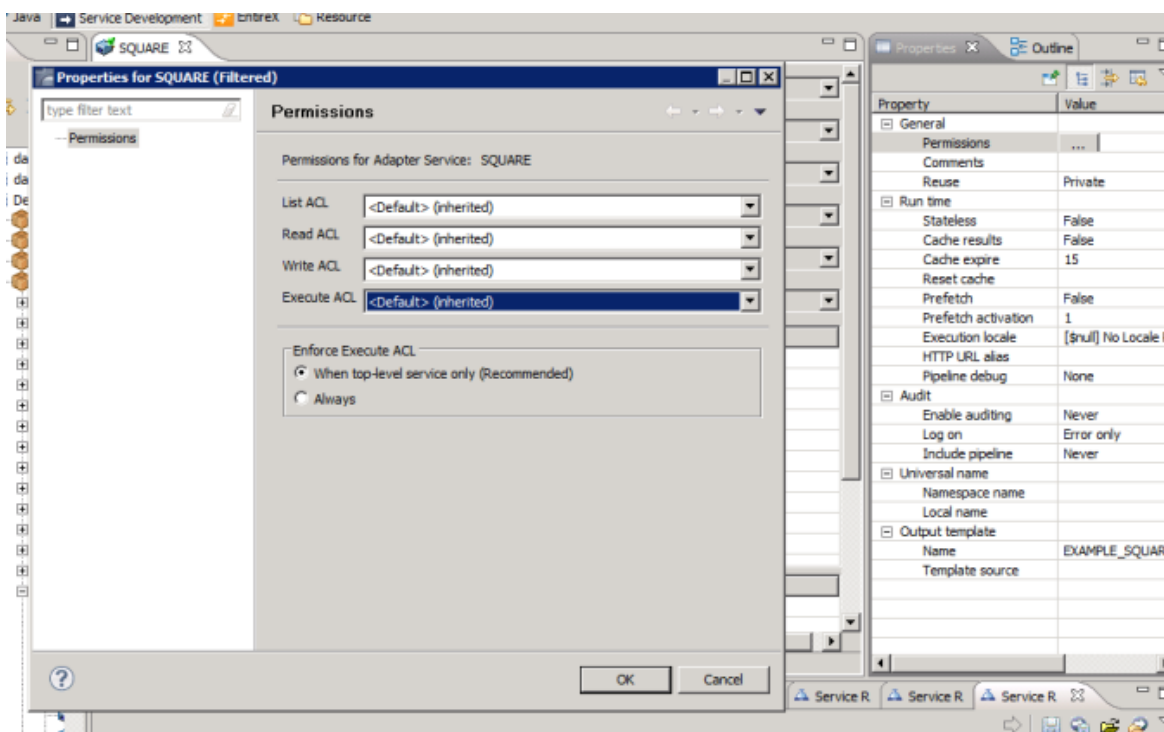 Java Service Development EntireX Resource
SQUARE
Properties Outline
Properties for SQUARE (Filtered)
type filter text
Permissions
Permissions
Permissions for Adapter Service: SQUARE
List ACL <Default> (inherited)
Read ACL <Default> (inherited)
Write ACL <Default> (inherited)
Execute ACL <Default> (inherited)
Enforce Execute ACL
When top-level service only (Recommended)
Always
OK Cancel
da
da
De
Property Value
General
Permissions ...
Comments
Reuse Private
Run time
Stateless False
Cache results False
Cache expire 15
Reset cache
Prefetch False
Prefetch activation 1
Execution locale [$null] No Locale
HTTP URL alias
Pipeline debug None
Audit
Enable auditing Never
Log on Error only
Include pipeline Never
Universal name
Namespace name
Local name
Output template
Name EXAMPLE_SQUAR
Template source
Service R Service R Service R